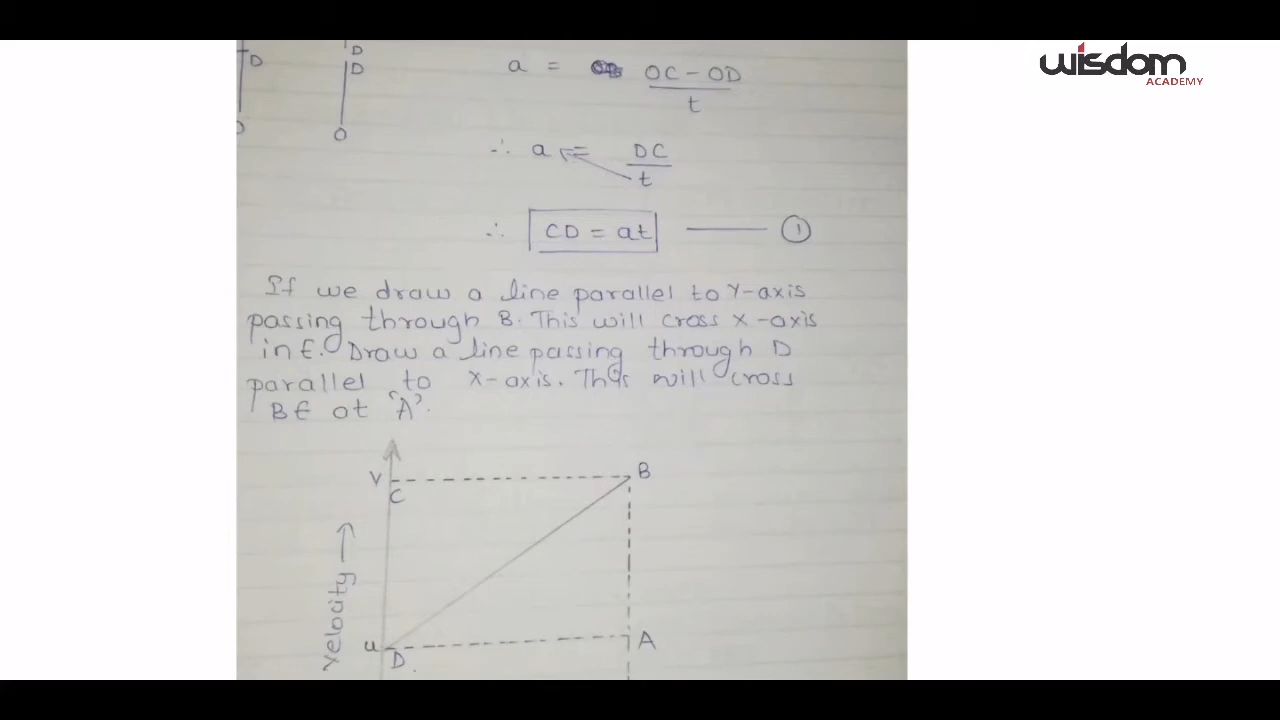 wisdom
ACADEMY
D
D
D
O
a = OC - OD
t
∴ a = DC
t
∴ CD = at ——— ①
If we draw a line parallel to Y-axis
passing through B. This will cross X-axis
in E. Draw a line passing through D
parallel to X-axis. This will cross
BE at 'A'.
V
C
B
Velocity →
u
D
A